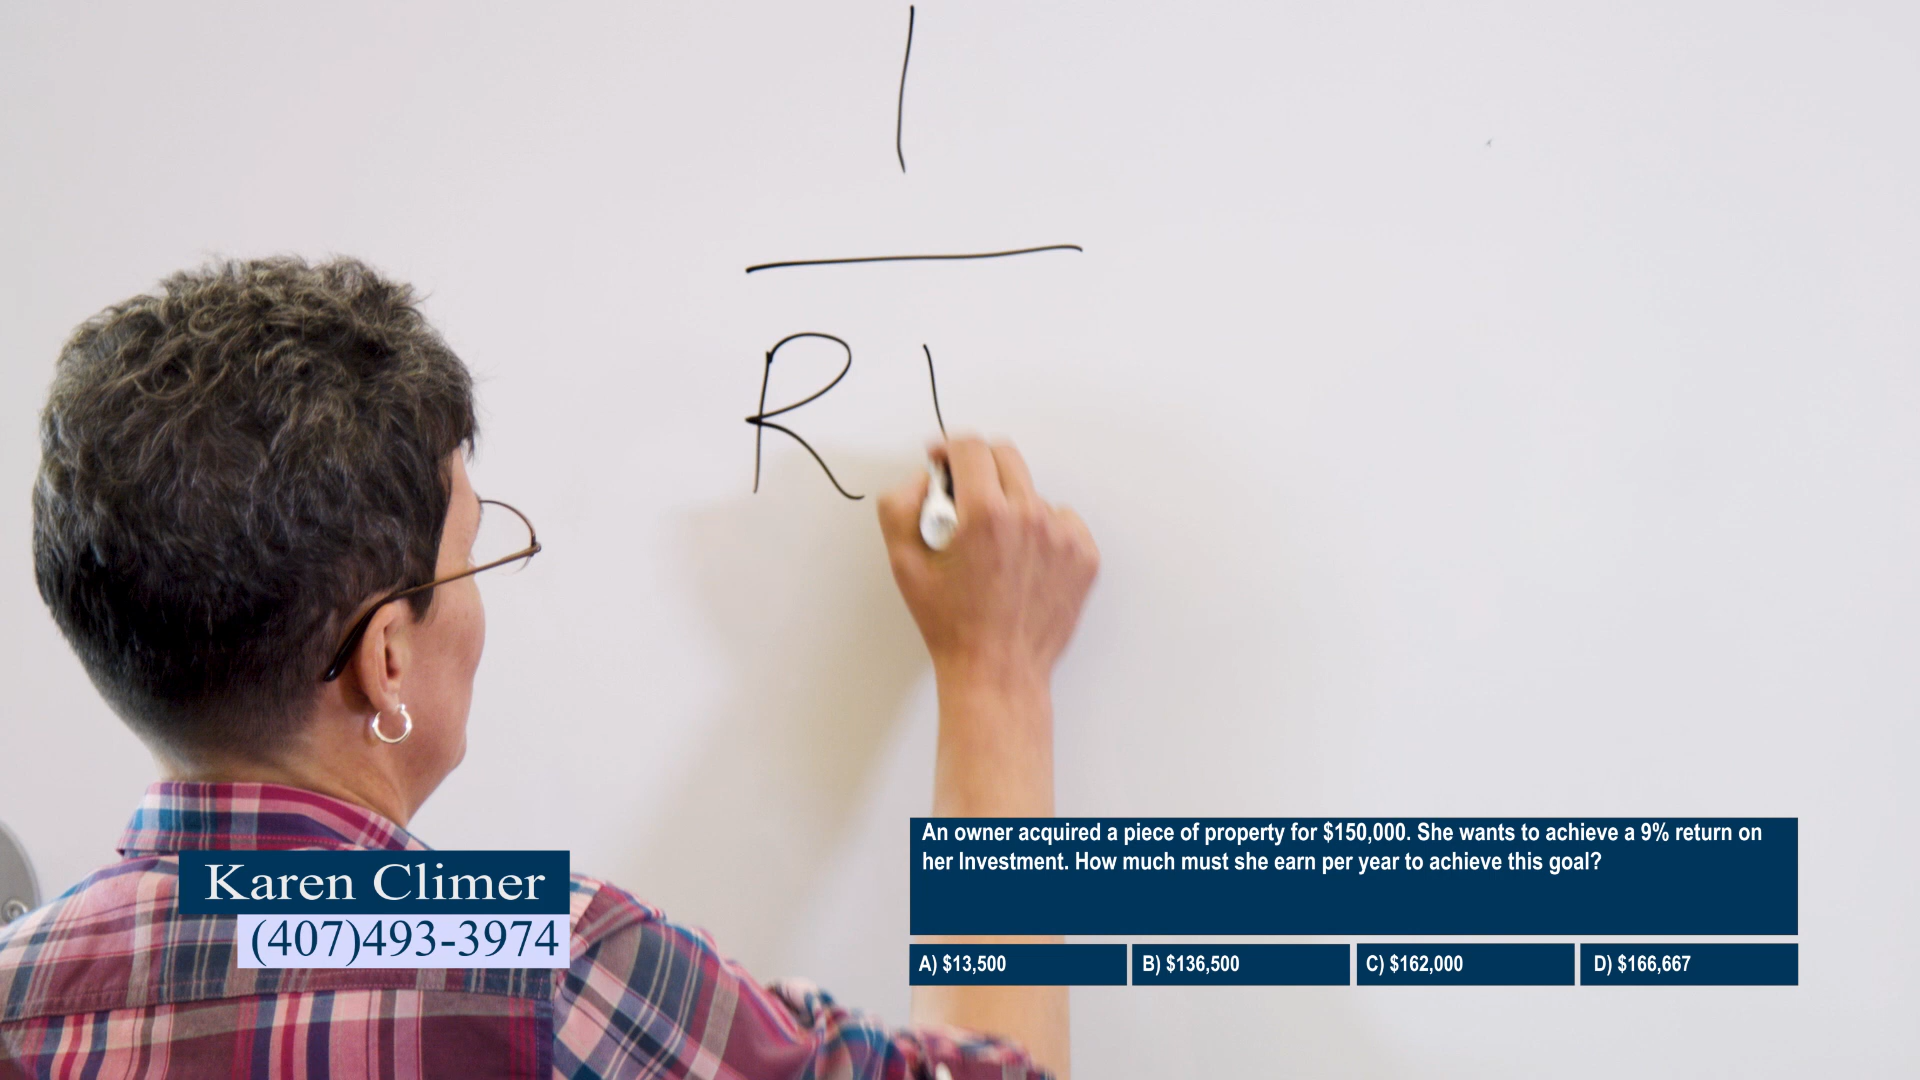 I
R
Karen Climer
(407)493-3974
An owner acquired a piece of property for $150,000. She wants to achieve a 9% return on
her Investment. How much must she earn per year to achieve this goal?
A) $13,500
B) $136,500
C) $162,000
D) $166,667